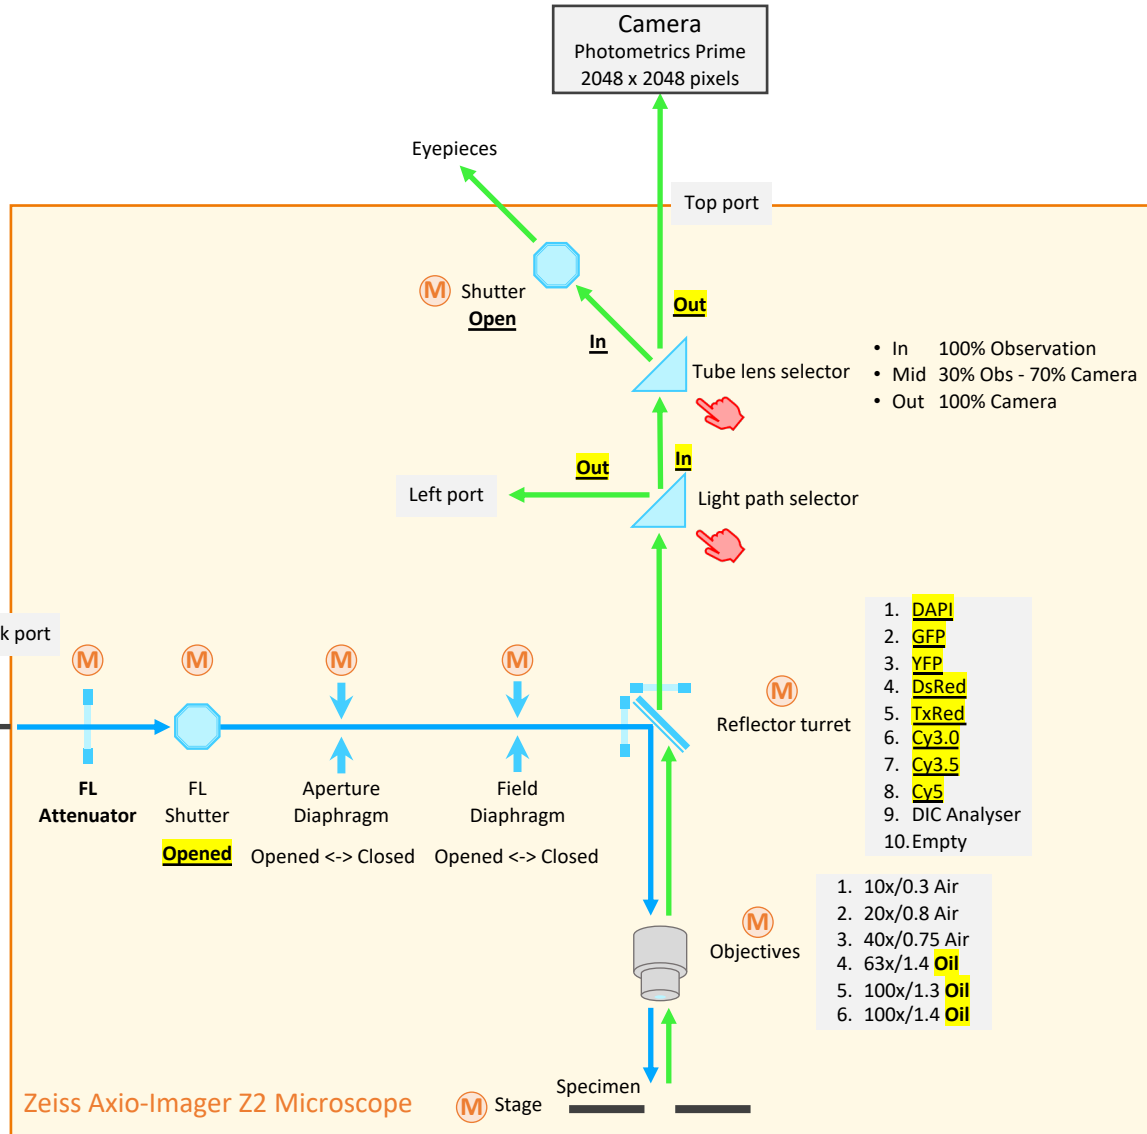 Camera
Photometrics Prime
2048 x 2048 pixels
Eyepieces
Top port
M
Shutter
Open
Out
In
Tube lens selector
• In 100% Observation
• Mid 30% Obs - 70% Camera
• Out 100% Camera
Out
In
Left port
Light path selector
k port
M
M
M
M
M
Reflector turret
1. DAPI
2. GFP
3. YFP
4. DsRed
5. TxRed
6. Cy3.0
7. Cy3.5
8. Cy5
9. DIC Analyser
10. Empty
FL
Attenuator
FL
Shutter
Opened
Aperture
Diaphragm
Opened <-> Closed
Field
Diaphragm
Opened <-> Closed
M
Objectives
1. 10x/0.3 Air
2. 20x/0.8 Air
3. 40x/0.75 Air
4. 63x/1.4 Oil
5. 100x/1.3 Oil
6. 100x/1.4 Oil
Specimen
Zeiss Axio-Imager Z2 Microscope
M
Stage